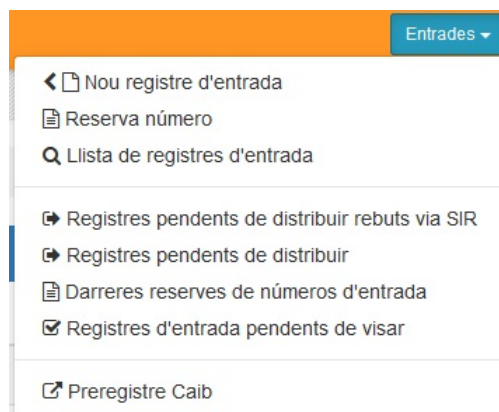 Entrades
Nou registre d'entrada
Reserva número
Llista de registres d'entrada
Registres pendents de distribuir rebuts via SIR
Registres pendents de distribuir
Darreres reserves de números d'entrada
Registres d'entrada pendents de visar
Preregistre Caib